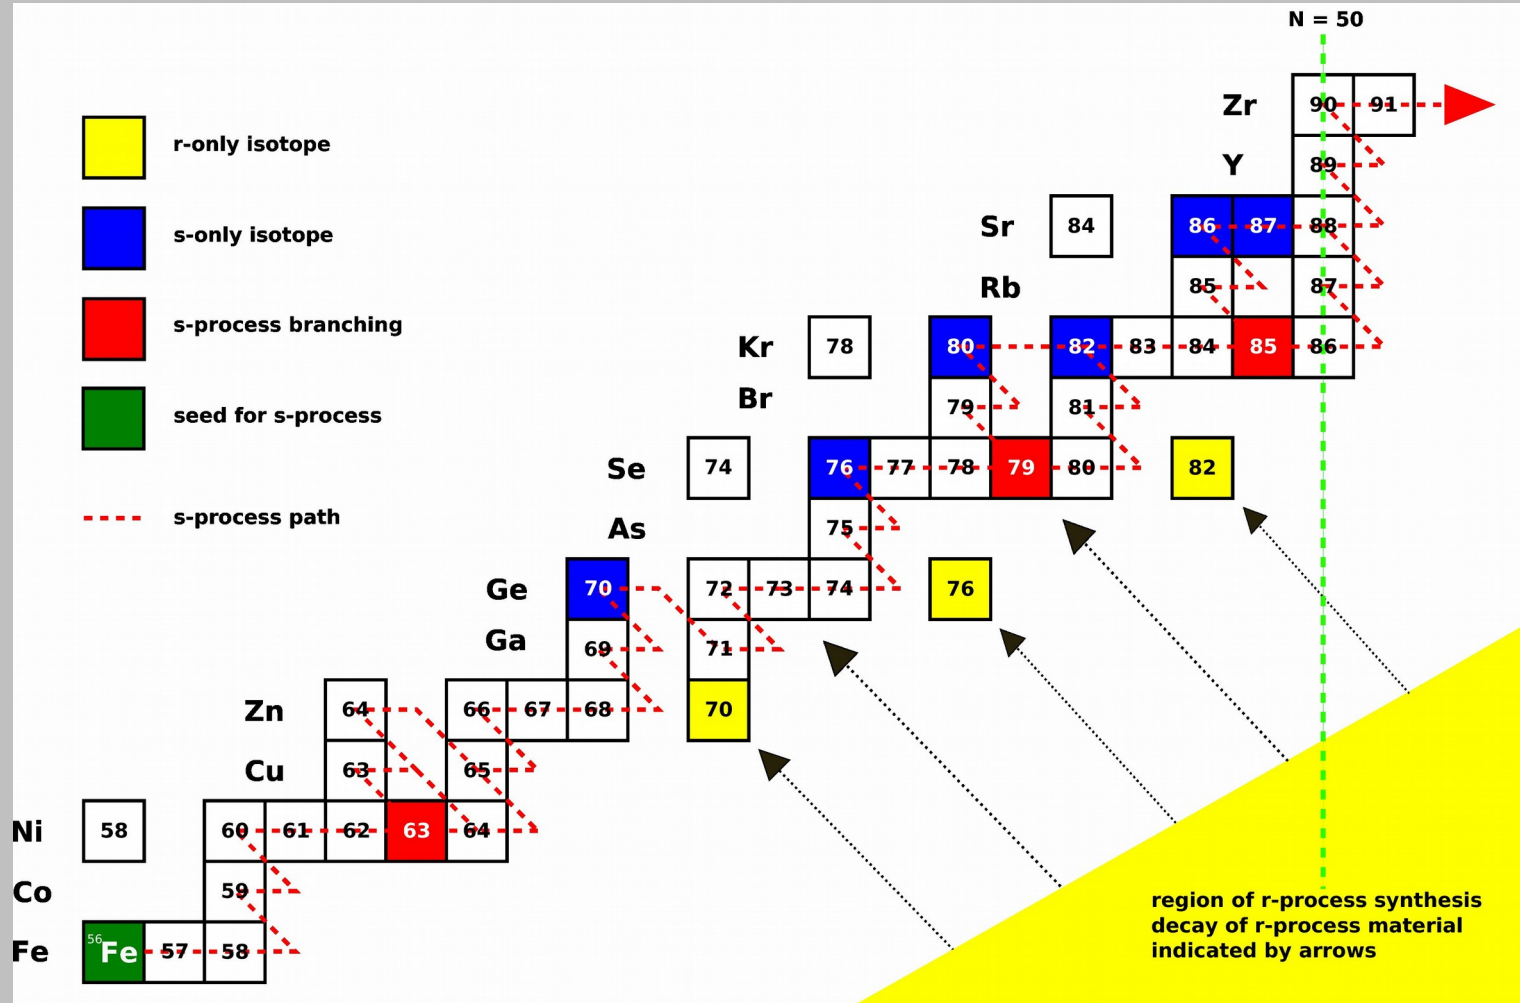 N = 50
Zr 90 91
r-only isotope
Y 89
s-only isotope
Sr 84 86 87 88
Rb 85 87
s-process branching
Kr 78 80 82 83 84 85 86
Br 79 81
seed for s-process
Se 74 76 77 78 79 80 82
s-process path
As 75
Ge 70 72 73 74 76
Ga 69 71
Zn 64 66 67 68 70
Cu 63 65
Ni 58 60 61 62 63 64
Co 59
Fe 56Fe 57 58
region of r-process synthesis
decay of r-process material
indicated by arrows